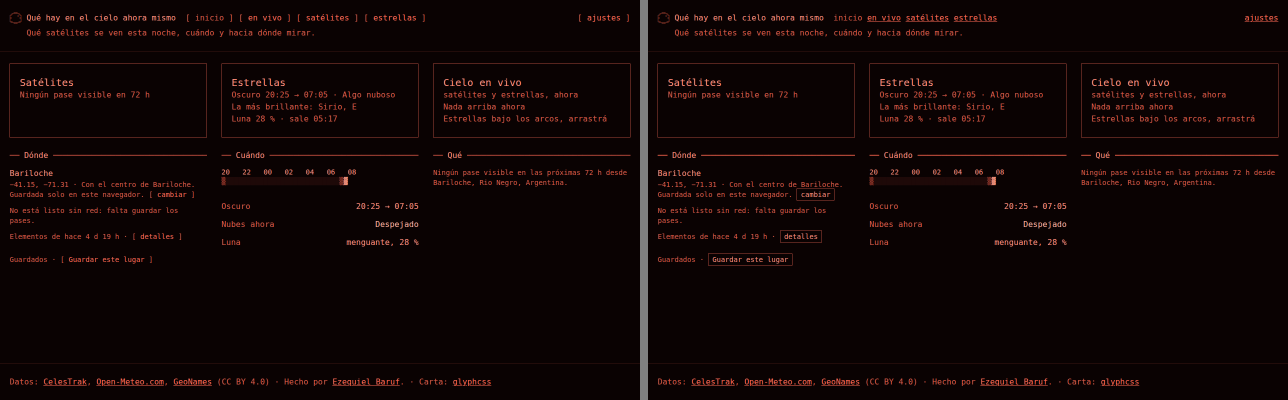 Qué hay en el cielo ahora mismo [ inicio ] [ en vivo ] [ satélites ] [ estrellas ] [ ajustes ]
Qué satélites se ven esta noche, cuándo y hacia dónde mirar.
Satélites
Ningún pase visible en 72 h
Estrellas
Oscuro 20:25 → 07:05 · Algo nuboso
La más brillante: Sirio, E
Luna 28 % · sale 05:17
Cielo en vivo
satélites y estrellas, ahora
Nada arriba ahora
Estrellas bajo los arcos, arrastrá
Dónde
Bariloche
−41.15, −71.31 · Con el centro de Bariloche.
Guardada solo en este navegador. [ cambiar ]
No está listo sin red: falta guardar los
pases.
Elementos de hace 4 d 19 h · [ detalles ]
Guardados · [ Guardar este lugar ]
Cuándo
20 22 00 02 04 06 08
Oscuro 20:25 → 07:05
Nubes ahora Despejado
Luna menguante, 28 %
Qué
Ningún pase visible en las próximas 72 h desde
Bariloche, Rio Negro, Argentina.
Datos: CelesTrak, Open-Meteo.com, GeoNames (CC BY 4.0) · Hecho por Ezequiel Baruf. · Carta: glyphcss
Qué hay en el cielo ahora mismo inicio en vivo satélites estrellas ajustes
Qué satélites se ven esta noche, cuándo y hacia dónde mirar.
Satélites
Ningún pase visible en 72 h
Estrellas
Oscuro 20:25 → 07:05 · Algo nuboso
La más brillante: Sirio, E
Luna 28 % · sale 05:17
Cielo en vivo
satélites y estrellas, ahora
Nada arriba ahora
Estrellas bajo los arcos, arrastrá
Dónde
Bariloche
−41.15, −71.31 · Con el centro de Bariloche.
Guardada solo en este navegador. cambiar
No está listo sin red: falta guardar los
pases.
Elementos de hace 4 d 19 h · detalles
Guardados · Guardar este lugar
Cuándo
20 22 00 02 04 06 08
Oscuro 20:25 → 07:05
Nubes ahora Despejado
Luna menguante, 28 %
Qué
Ningún pase visible en las próximas 72 h desde
Bariloche, Rio Negro, Argentina.
Datos: CelesTrak, Open-Meteo.com, GeoNames (CC BY 4.0) · Hecho por Ezequiel Baruf. · Carta: glyphcss